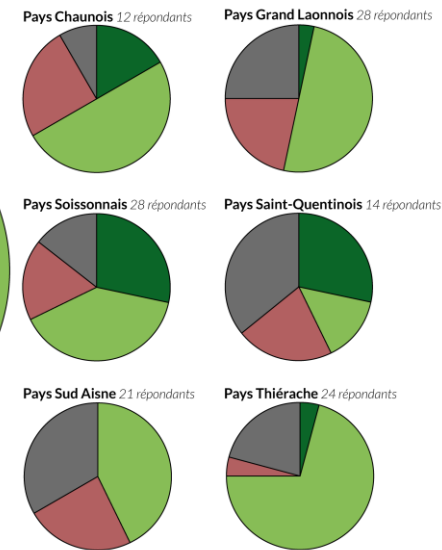 Pays Chaunois 12 répondants
Pays Grand Laonnois 28 répondants
Pays Soissonnais 28 répondants
Pays Saint-Quentinois 14 répondants
Pays Sud Aisne 21 répondants
Pays Thiérache 24 répondants